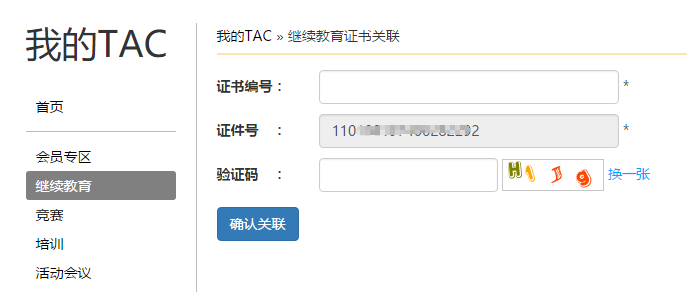 我的TAC
首页
会员专区
继续教育
竞赛
培训
活动会议
我的TAC » 继续教育证书关联
证书编号： *
证件号 ： *
验证码 ： 换一张
确认关联